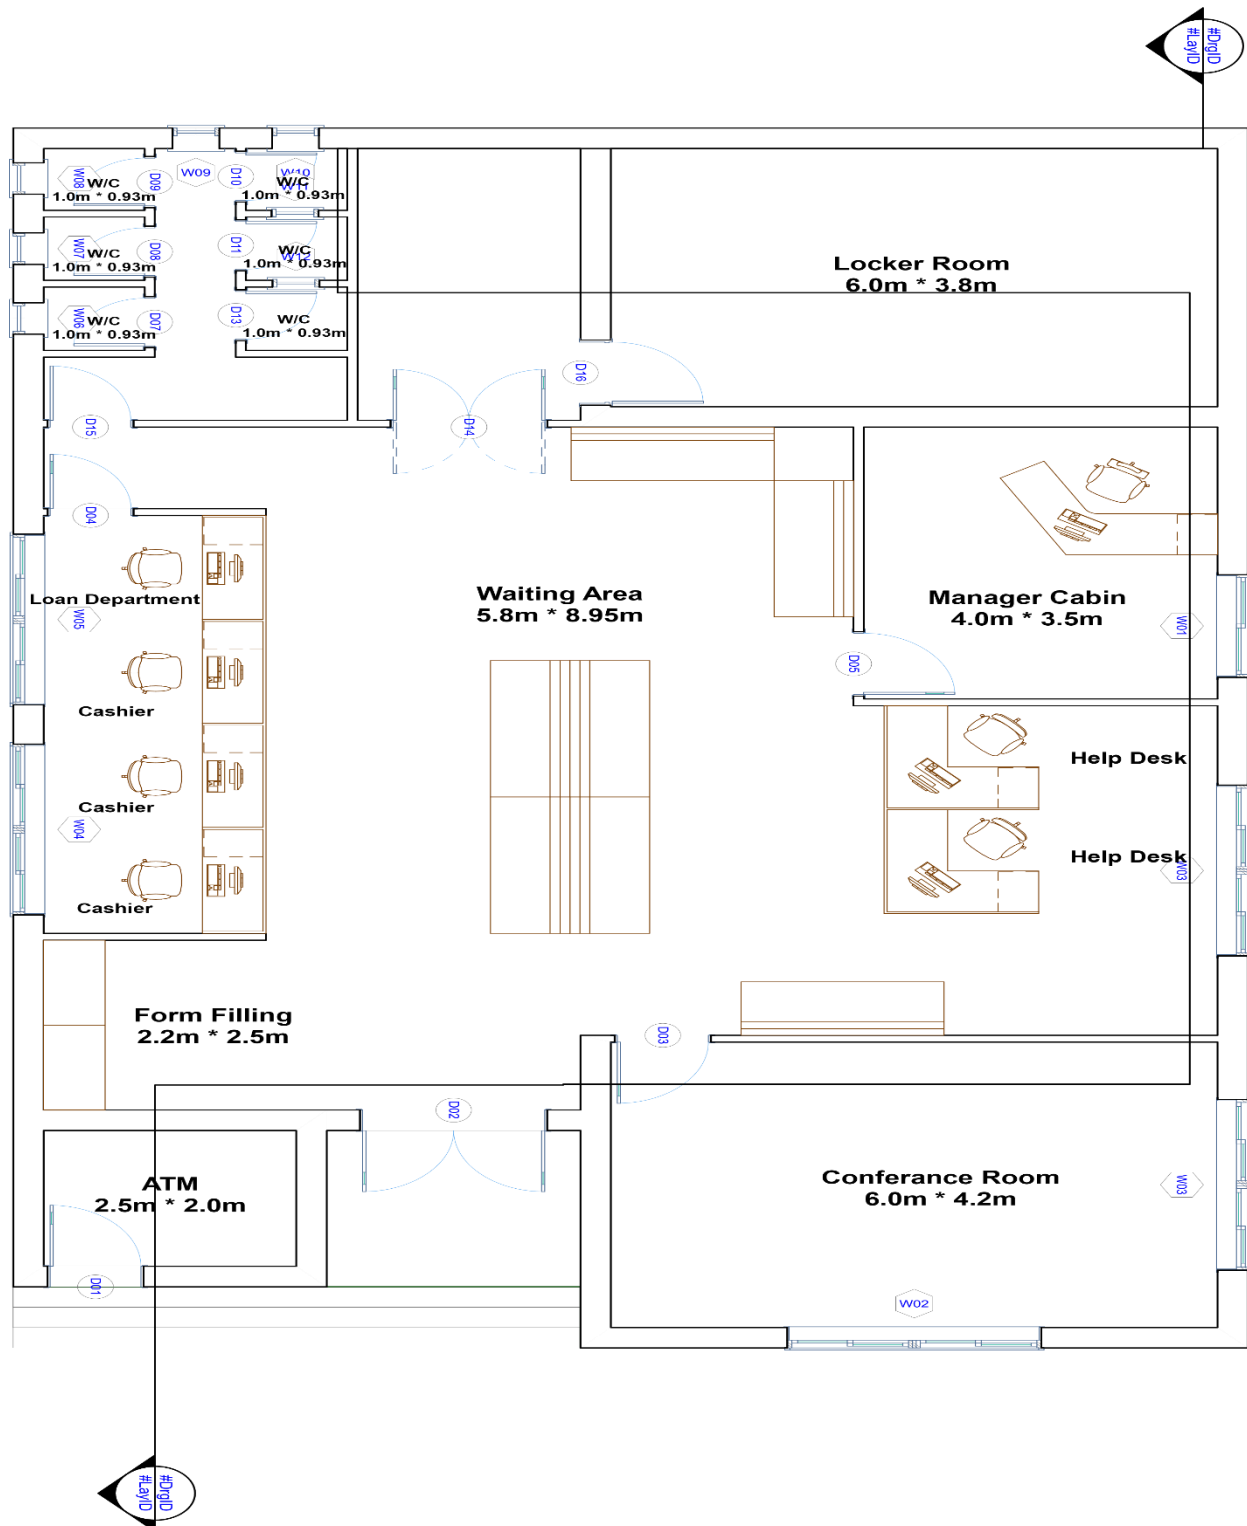 #DrgID
#LayID
W08
W/C
1.0m * 0.93m
D09
W09
D10
W10
W11
W/C
1.0m * 0.93m
W07
W/C
1.0m * 0.93m
D08
D11
W/C
W12
1.0m * 0.93m
W06
W/C
1.0m * 0.93m
D07
D13
W/C
1.0m * 0.93m
Locker Room
6.0m * 3.8m
D16
D15
D14
D04
Loan Department
W05
Waiting Area
5.8m * 8.95m
Manager Cabin
4.0m * 3.5m
W01
D05
Cashier
Help Desk
Cashier
W04
Help Desk
W03
Cashier
Form Filling
2.2m * 2.5m
D03
D02
ATM
2.5m * 2.0m
Conferance Room
6.0m * 4.2m
W03
D01
W02
#DrgID
#LayID